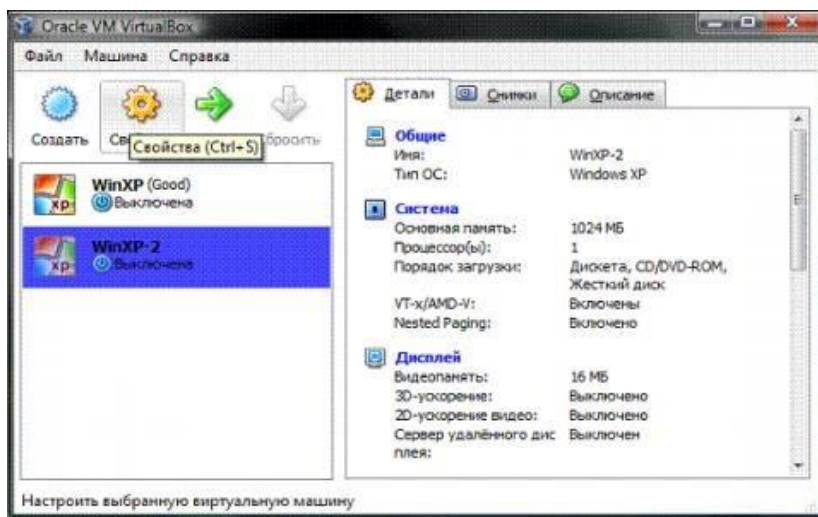 Oracle VM VirtualBox
Файл Машина Справка
Создать
Свойства (Ctrl+S)
WinXP (Good)
Выключена
WinXP-2
Выключена
Детали Снимки Описание
Общие
Имя: WinXP-2
Тип ОС: Windows XP
Система
Основная память: 1024 МБ
Процессор(ы): 1
Порядок загрузки: Дискета, CD/DVD-ROM,
Жесткий диск
VT-x/AMD-V: Включены
Nested Paging: Включено
Дисплей
Видеопамять: 16 МБ
3D-ускорение: Выключено
2D-ускорение видео: Выключено
Сервер удалённого дис Выключен
плея:
Настроить выбранную виртуальную машину